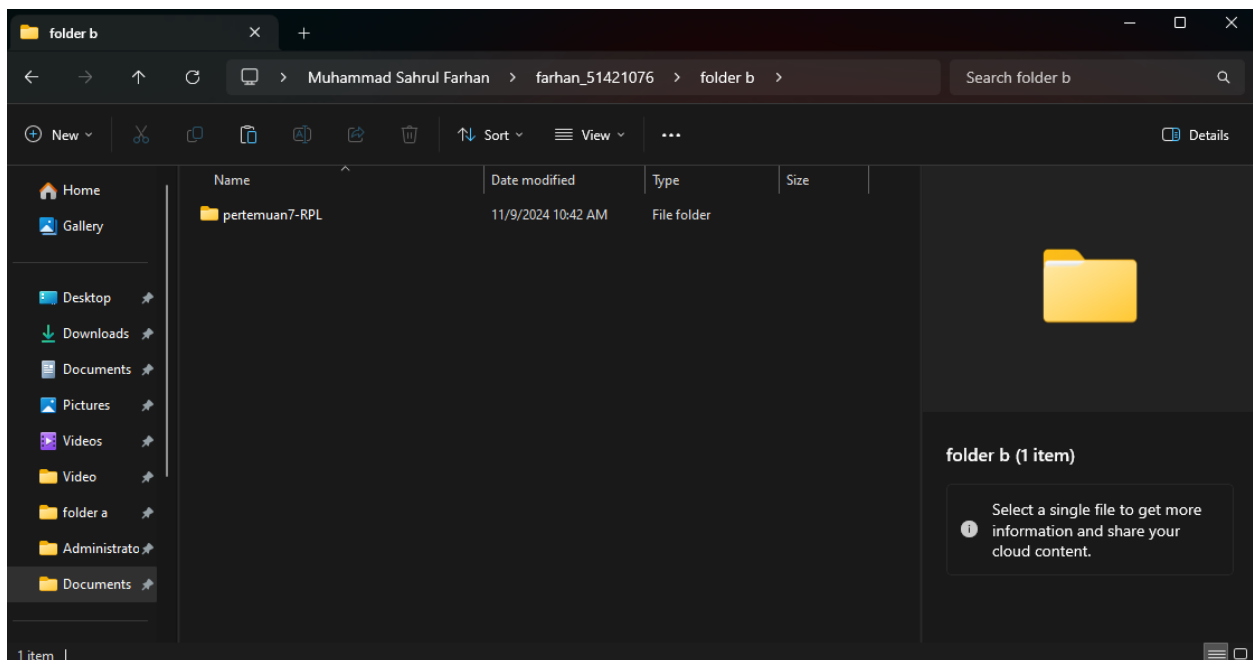 folder b
Muhammad Sahrul Farhan > farhan_51421076 > folder b >
Search folder b
New
Sort
View
Details
Name
Date modified
Type
Size
pertemuan7-RPL
11/9/2024 10:42 AM
File folder
Home
Gallery
Desktop
Downloads
Documents
Pictures
Videos
Video
folder a
Administrato
Documents
folder b (1 item)
Select a single file to get more
information and share your
cloud content.
1 item